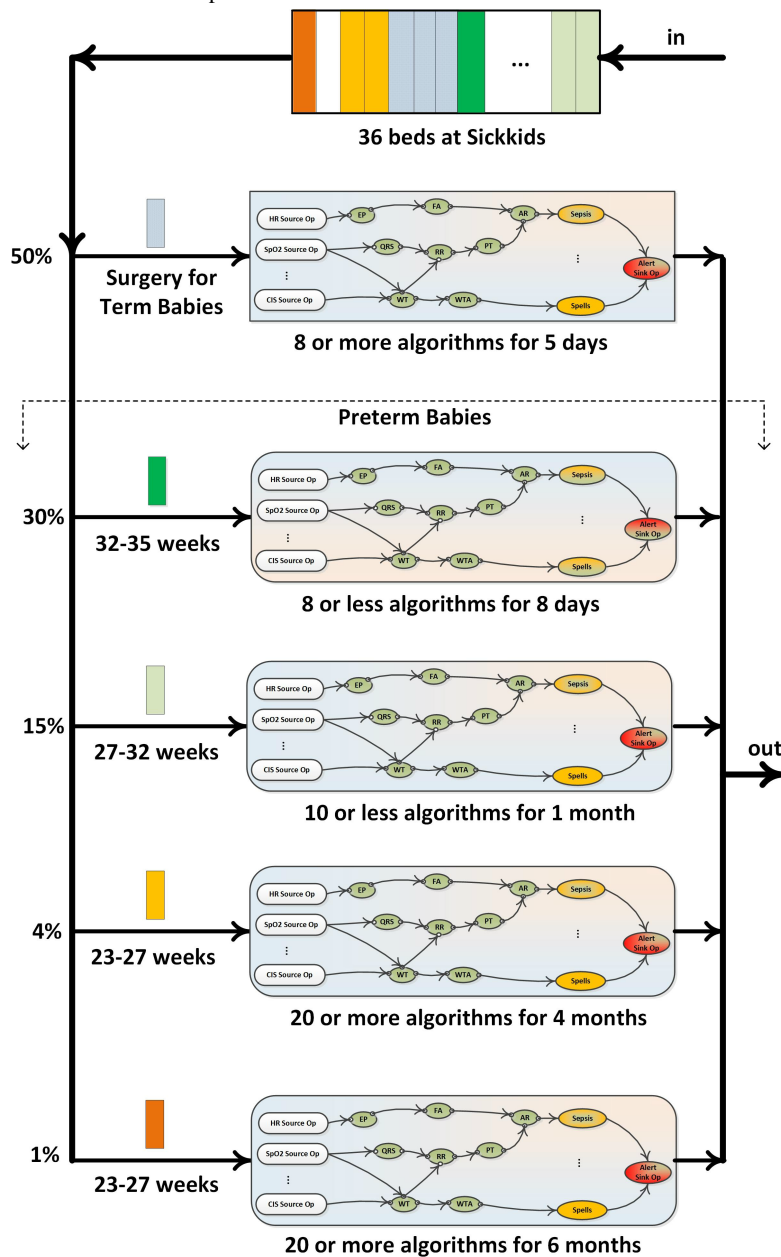 in
...
36 beds at Sickkids
HR Source Op
EP
FA
AR
Sepsis
SpO2 Source Op
QRS
RR
PT
50%
Surgery for
Term Babies
⋮
⋮
Alert
Sink Op
CIS Source Op
WT
WTA
Spells
8 or more algorithms for 5 days
Preterm Babies
HR Source Op
EP
FA
AR
Sepsis
SpO2 Source Op
QRS
RR
PT
30%
32-35 weeks
⋮
⋮
Alert
Sink Op
CIS Source Op
WT
WTA
Spells
8 or less algorithms for 8 days
HR Source Op
EP
FA
AR
Sepsis
SpO2 Source Op
QRS
RR
PT
15%
27-32 weeks
⋮
⋮
Alert
Sink Op
out
CIS Source Op
WT
WTA
Spells
10 or less algorithms for 1 month
HR Source Op
EP
FA
AR
Sepsis
SpO2 Source Op
QRS
RR
PT
4%
23-27 weeks
⋮
⋮
Alert
Sink Op
CIS Source Op
WT
WTA
Spells
20 or more algorithms for 4 months
HR Source Op
EP
FA
AR
Sepsis
SpO2 Source Op
QRS
RR
PT
1%
23-27 weeks
⋮
⋮
Alert
Sink Op
CIS Source Op
WT
WTA
Spells
20 or more algorithms for 6 months